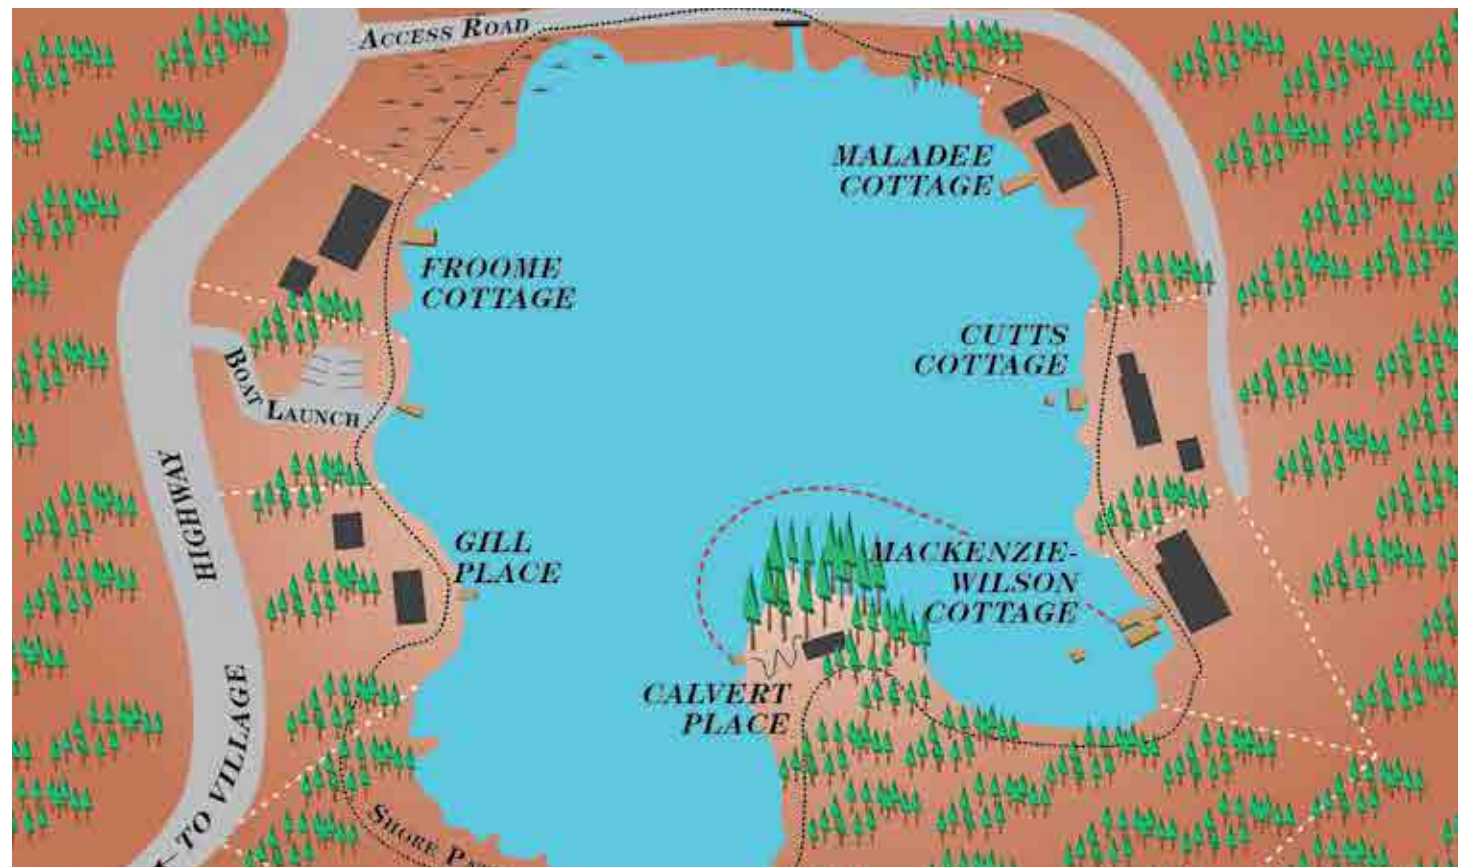 ACCESS ROAD
MALADEE
COTTAGE
FROOME
COTTAGE
CUTTS
COTTAGE
BOAT LAUNCH
HIGHWAY
GILL
PLACE
MACKENZIE-
WILSON
COTTAGE
CALVERT
PLACE
← TO VILLAGE
SHORE